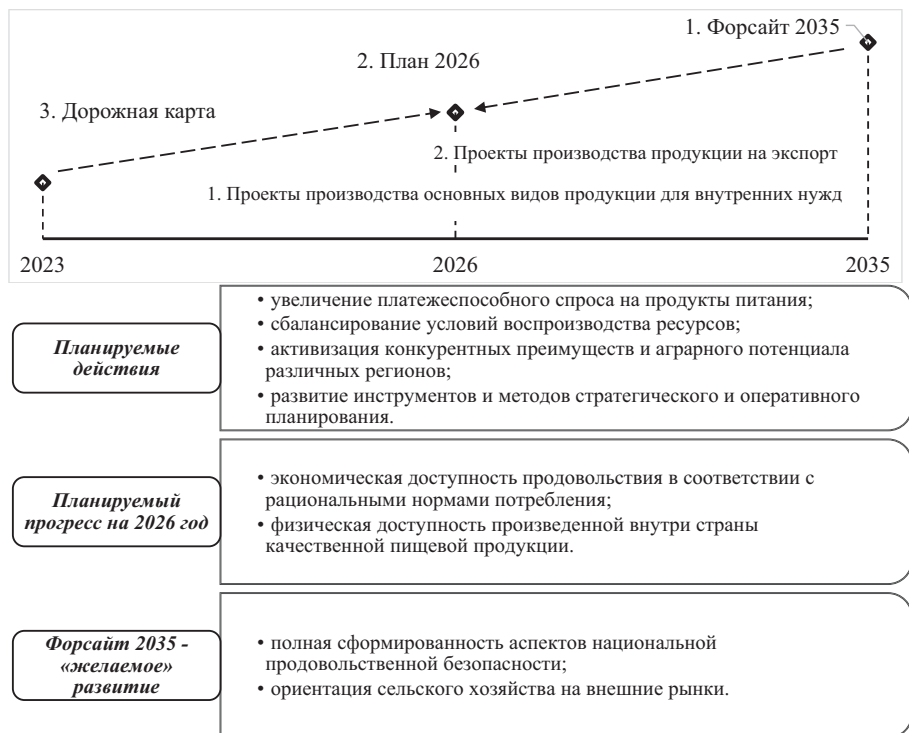 1. Форсайт 2035
2. План 2026
3. Дорожная карта
2. Проекты производства продукции на экспорт
1. Проекты производства основных видов продукции для внутренних нужд
2023
2026
2035
Планируемые
действия
• увеличение платежеспособного спроса на продукты питания;
• сбалансирование условий воспроизводства ресурсов;
• активизация конкурентных преимуществ и аграрного потенциала
различных регионов;
• развитие инструментов и методов стратегического и оперативного
планирования.
Планируемый
прогресс на 2026 год
• экономическая доступность продовольствия в соответствии с
рациональными нормами потребления;
• физическая доступность произведенной внутри страны
качественной пищевой продукции.
Форсайт 2035 -
«желаемое»
развитие
• полная сформированность аспектов национальной
продовольственной безопасности;
• ориентация сельского хозяйства на внешние рынки.